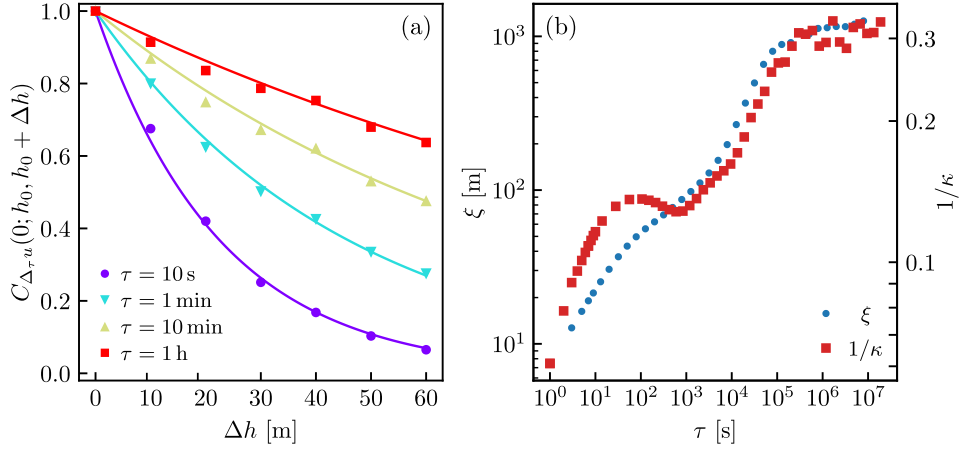 (a)
C_{Δ_τ u}(0; h_0, h_0 + Δh)
1.0
0.8
0.6
0.4
0.2
0.0
τ = 10 s
τ = 1 min
τ = 10 min
τ = 1 h
0 10 20 30 40 50 60
Δh [m]
(b)
ξ [m]
10^3
10^2
10^1
0.3
0.2
0.1
1/κ
ξ
1/κ
10^0 10^1 10^2 10^3 10^4 10^5 10^6 10^7
τ [s]